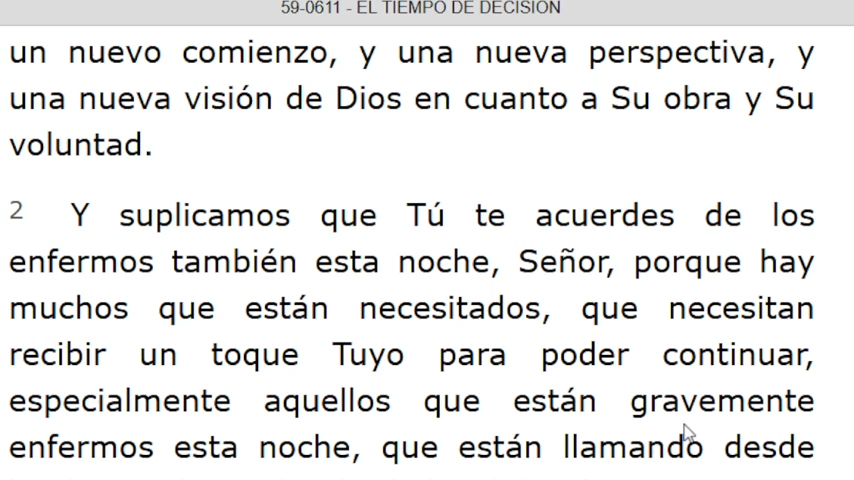 59-0611 - EL TIEMPO DE DECISIÓN
un nuevo comienzo, y una nueva perspectiva, y
una nueva visión de Dios en cuanto a Su obra y Su
voluntad.
2 Y suplicamos que Tú te acuerdes de los
enfermos también esta noche, Señor, porque hay
muchos que están necesitados, que necesitan
recibir un toque Tuyo para poder continuar,
especialmente aquellos que están gravemente
enfermos esta noche, que están llamando desde